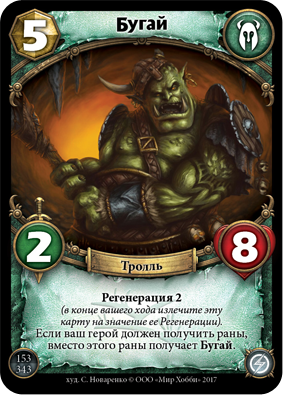 5
Бугай
2
8
Тролль
Регенерация 2
(в конце вашего хода излечите эту
карту на значение ее Регенерации).
Если ваш герой должен получить раны,
вместо этого раны получает Бугай.
153
343
худ. С. Новаренко © ООО «Мир Хобби» 2017